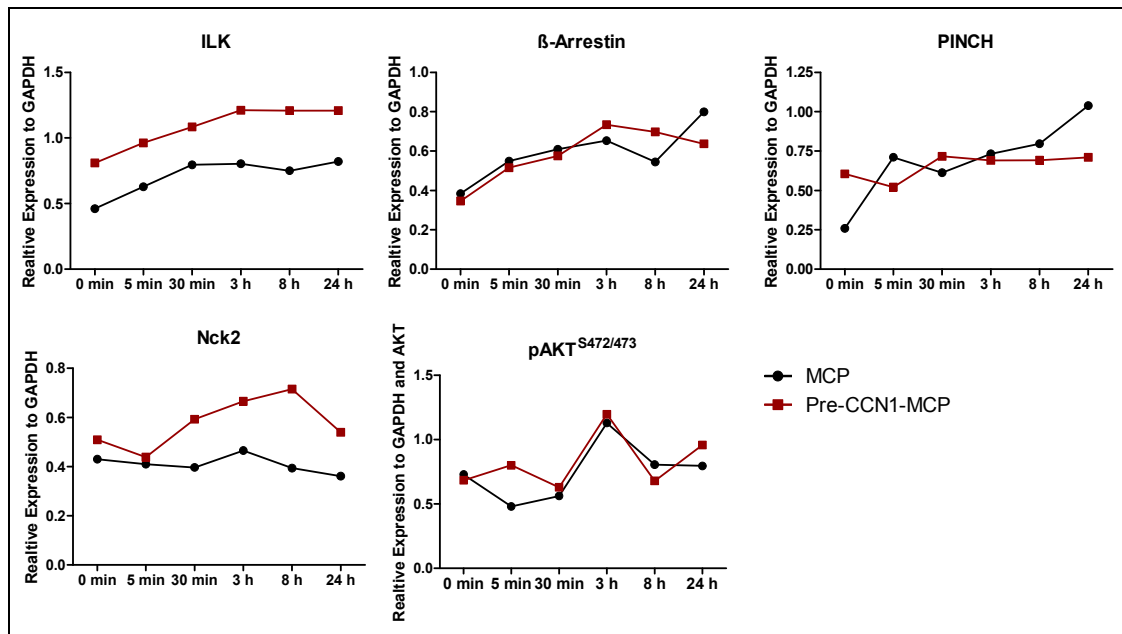 ILK
Realtive Expression to GAPDH
1.5
1.0
0.5
0.0
0 min 5 min 30 min 3 h 8 h 24 h
ß-Arrestin
Realtive Expression to GAPDH
1.0
0.8
0.6
0.4
0.2
0.0
0 min 5 min 30 min 3 h 8 h 24 h
PINCH
Realtive Expression to GAPDH
1.25
1.00
0.75
0.50
0.25
0.00
0 min 5 min 30 min 3 h 8 h 24 h
Nck2
Realtive Expression to GAPDH
0.8
0.6
0.4
0.2
0.0
0 min 5 min 30 min 3 h 8 h 24 h
pAKT^S472/473
Realtive Expression to GAPDH and AKT
1.5
1.0
0.5
0.0
0 min 5 min 30 min 3 h 8 h 24 h
MCP
Pre-CCN1-MCP